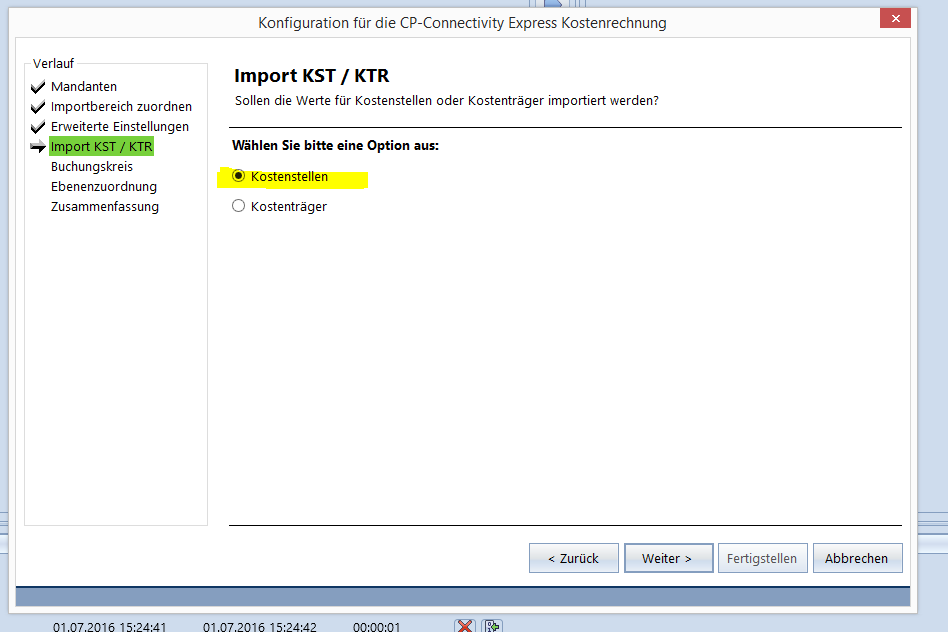 Konfiguration für die CP-Connectivity Express Kostenrechnung
Verlauf
Mandanten
Importbereich zuordnen
Erweiterte Einstellungen
Import KST / KTR
Buchungskreis
Ebenenzuordnung
Zusammenfassung
Import KST / KTR
Sollen die Werte für Kostenstellen oder Kostenträger importiert werden?
Wählen Sie bitte eine Option aus:
Kostenstellen
Kostenträger
< Zurück Weiter > Fertigstellen Abbrechen
01.07.2016 15:24:41 01.07.2016 15:24:42 00:00:01